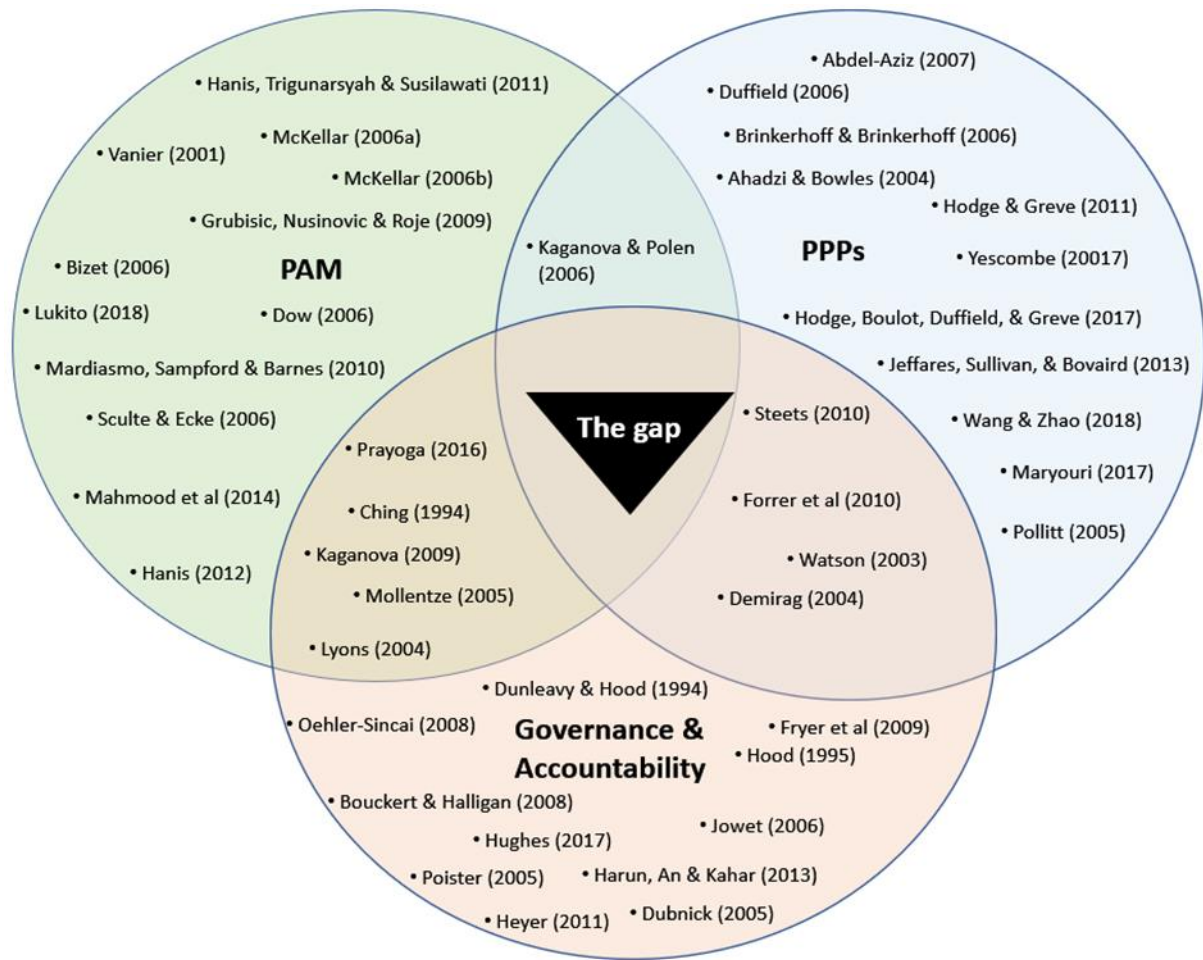 • Abdel-Aziz (2007)
• Hanis, Trigunarsyah & Susilawati (2011)
• Duffield (2006)
• McKellar (2006a)
• Brinkerhoff & Brinkerhoff (2006)
• Vanier (2001)
• McKellar (2006b)
• Ahadzi & Bowles (2004)
• Hodge & Greve (2011)
• Grubisic, Nusinovic & Roje (2009)
• Kaganova & Polen
(2006)
PPPs
• Yescombe (20017)
• Bizet (2006)
PAM
• Lukito (2018)
• Dow (2006)
• Hodge, Boulot, Duffield, & Greve (2017)
• Mardiasmo, Sampford & Barnes (2010)
• Jeffares, Sullivan, & Bovaird (2013)
• Sculte & Ecke (2006)
The gap
• Steets (2010)
• Wang & Zhao (2018)
• Prayoga (2016)
• Maryouri (2017)
• Mahmood et al (2014)
• Ching (1994)
• Forrer et al (2010)
• Pollitt (2005)
• Kaganova (2009)
• Watson (2003)
• Hanis (2012)
• Mollentze (2005)
• Demirag (2004)
• Lyons (2004)
• Dunleavy & Hood (1994)
• Oehler-Sincai (2008)
Governance &
Accountability
• Fryer et al (2009)
• Hood (1995)
• Bouckert & Halligan (2008)
• Jowet (2006)
• Hughes (2017)
• Poister (2005)
• Harun, An & Kahar (2013)
• Heyer (2011)
• Dubnick (2005)